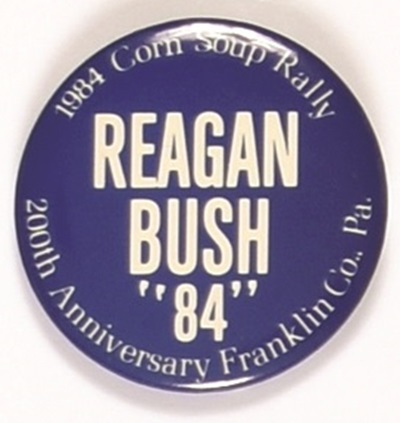 1984 Corn Soup Rally
REAGAN
BUSH
"84"
200th Anniversary Franklin Co., Pa.